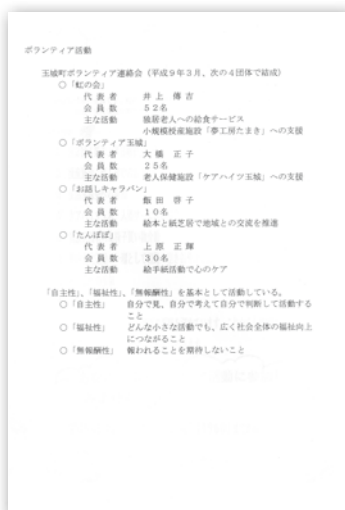 ボランティア活動
玉城町ボランティア連絡会(平成9年3月、次の4団体で結成)
○「虹の会」
代表者 井上 傳吉
会員数 52名
主な活動 独居老人への給食サービス
小規模授産施設「夢工房たまき」への支援
○「ボランティア玉城」
代表者 大橋 正子
会員数 25名
主な活動 老人保健施設「ケアハイツ玉城」への支援
○「お話しキャラバン」
代表者 飯田 啓子
会員数 10名
主な活動 絵本と紙芝居で地域との交流を推進
○「たんぽぽ」
代表者 上原 正輝
会員数 30名
主な活動 絵手紙活動で心のケア
「自主性」、「福祉性」、「無報酬性」を基本として活動している。
○「自主性」 自分で見、自分で考えて自分で判断して活動する
こと
○「福祉性」 どんな小さな活動でも、広く社会全体の福祉向上
につながること
○「無報酬性」 報われることを期待しないこと